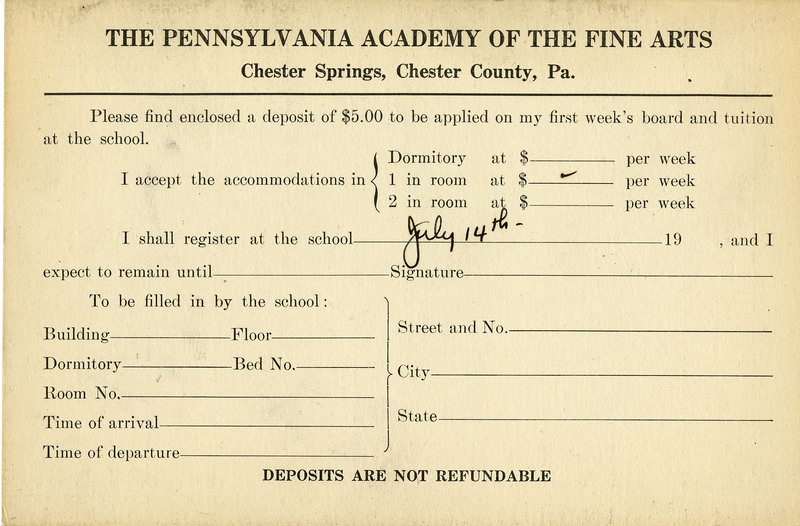 THE PENNSYLVANIA ACADEMY OF THE FINE ARTS
Chester Springs, Chester County, Pa.
Please find enclosed a deposit of $5.00 to be applied on my first week's board and tuition
at the school.
I accept the accommodations in { Dormitory at $ per week
1 in room at $ ✓ per week
2 in room at $ per week
I shall register at the school July 14th - 19 , and I
expect to remain until Signature
To be filled in by the school:
Building Floor
Dormitory Bed No.
Room No.
Time of arrival
Time of departure
Street and No.
City
State
DEPOSITS ARE NOT REFUNDABLE